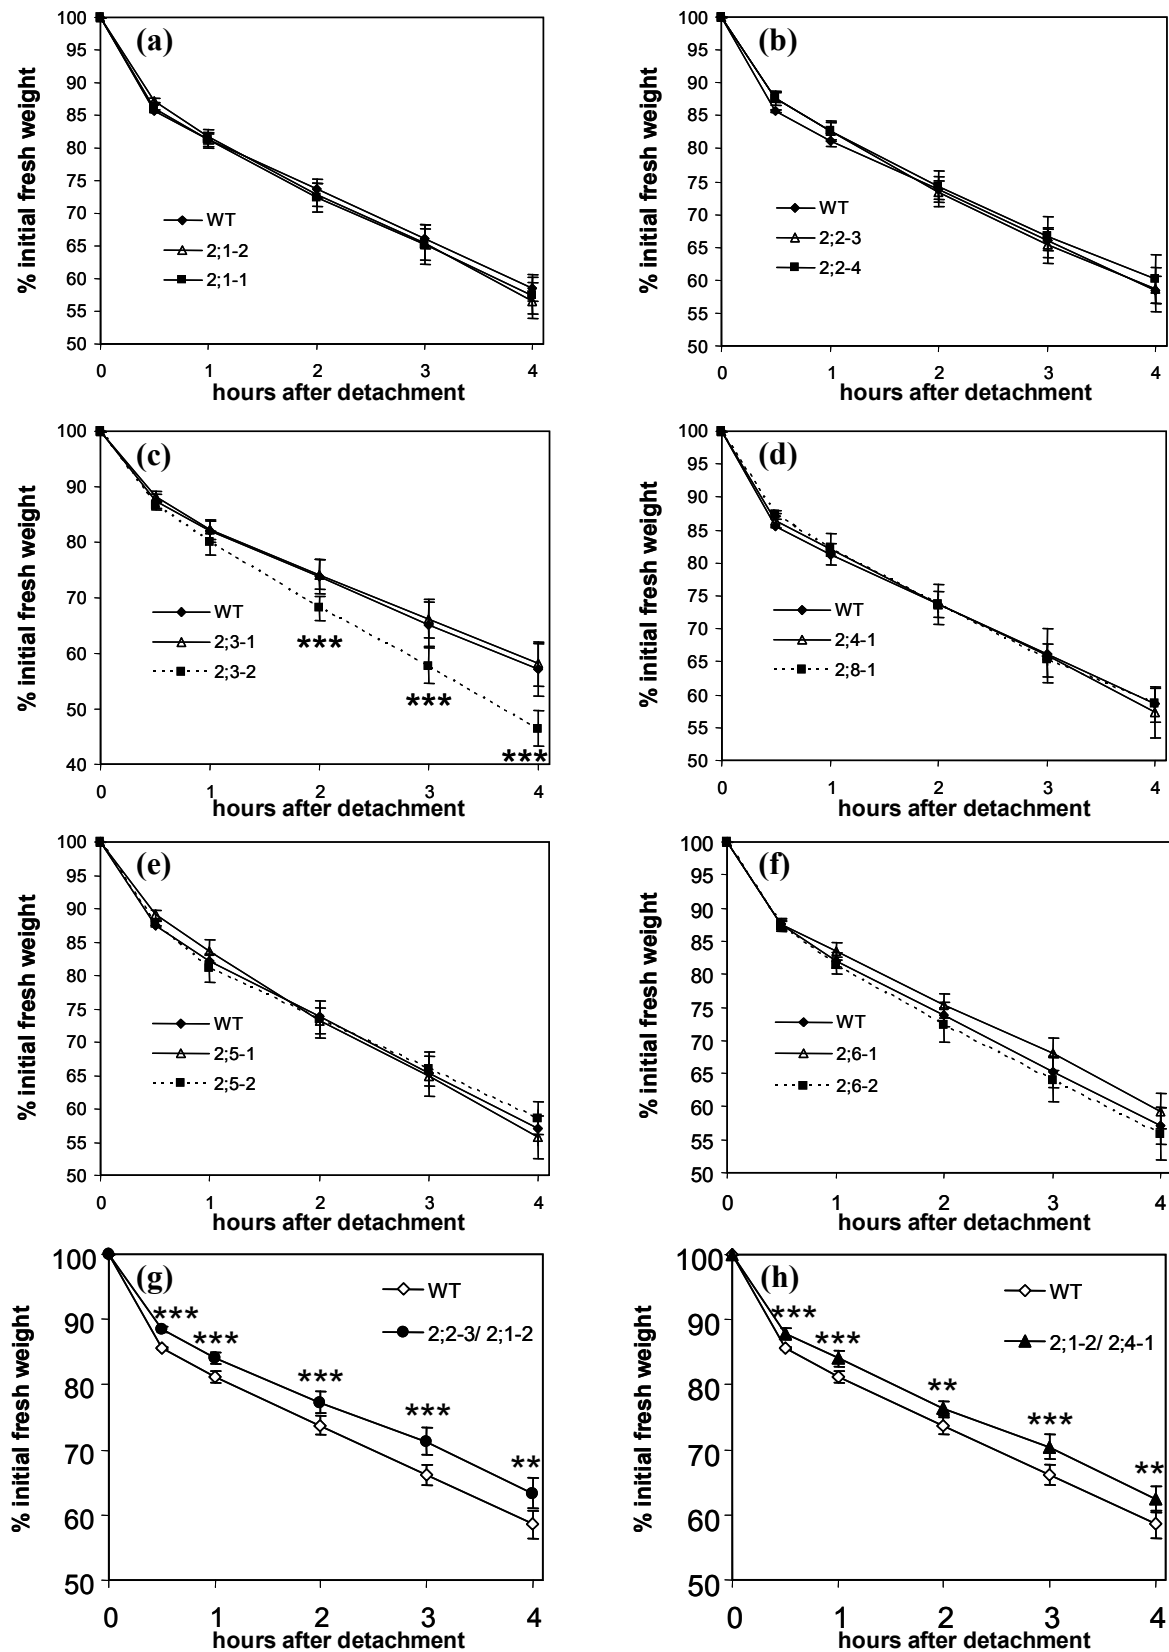 (a)
% initial fresh weight
100
95
90
85
80
75
70
65
60
55
50
WT
2;1-2
2;1-1
0 1 2 3 4
hours after detachment
(b)
% initial fresh weight
100
95
90
85
80
75
70
65
60
55
50
WT
2;2-3
2;2-4
0 1 2 3 4
hours after detachment
(c)
% initial fresh weight
100
90
80
70
60
50
40
WT
2;3-1
2;3-2
***
***
***
0 1 2 3 4
hours after detachment
(d)
% initial fresh weight
100
95
90
85
80
75
70
65
60
55
50
WT
2;4-1
2;8-1
0 1 2 3 4
hours after detachment
(e)
% initial fresh weight
100
95
90
85
80
75
70
65
60
55
50
WT
2;5-1
2;5-2
0 1 2 3 4
hours after detachment
(f)
% initial fresh weight
100
95
90
85
80
75
70
65
60
55
50
WT
2;6-1
2;6-2
0 1 2 3 4
hours after detachment
(g)
% initial fresh weight
100
90
80
70
60
50
WT
2;2-3/ 2;1-2
***
***
***
***
**
0 1 2 3 4
hours after detachment
(h)
% initial fresh weight
100
90
80
70
60
50
WT
2;1-2/ 2;4-1
***
***
**
***
**
0 1 2 3 4
hours after detachment